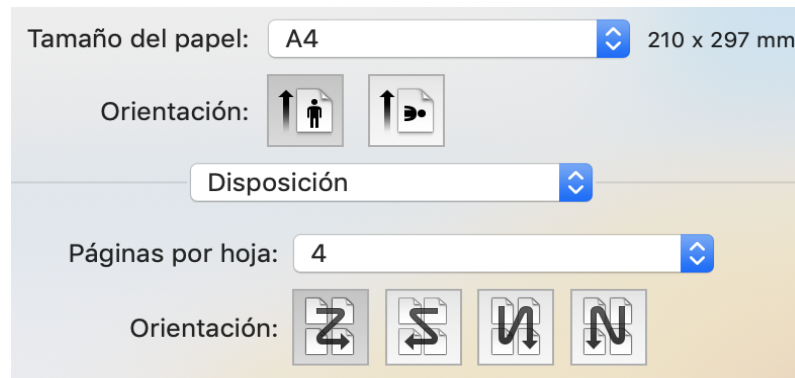 Tamaño del papel: A4 210 x 297 mm
Orientación:
Disposición
Páginas por hoja: 4
Orientación: